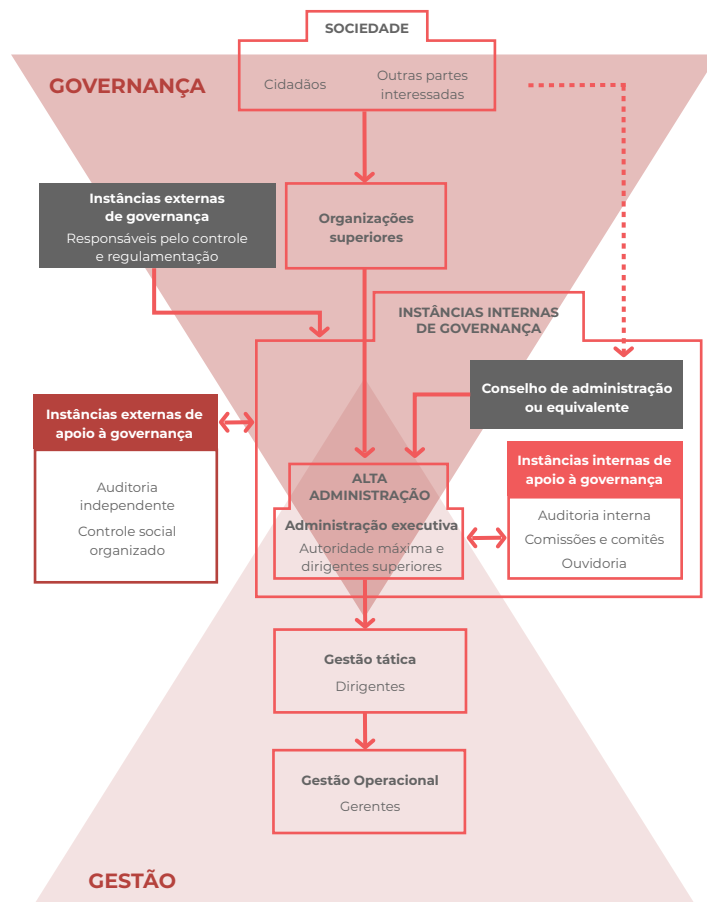 SOCIEDADE
GOVERNANÇA
Cidadãos
Outras partes
interessadas
Instâncias externas
de governança
Responsáveis pelo controle
e regulamentação
Organizações
superiores
INSTÂNCIAS INTERNAS
DE GOVERNANÇA
Conselho de administração
ou equivalente
Instâncias externas de
apoio à governança
Auditoria
independente
Controle social
organizado
ALTA
ADMINISTRAÇÃO
Administração executiva
Autoridade máxima e
dirigentes superiores
Instâncias internas de
apoio à governança
Auditoria interna
Comissões e comitês
Ouvidoria
Gestão tática
Dirigentes
Gestão Operacional
Gerentes
GESTÃO